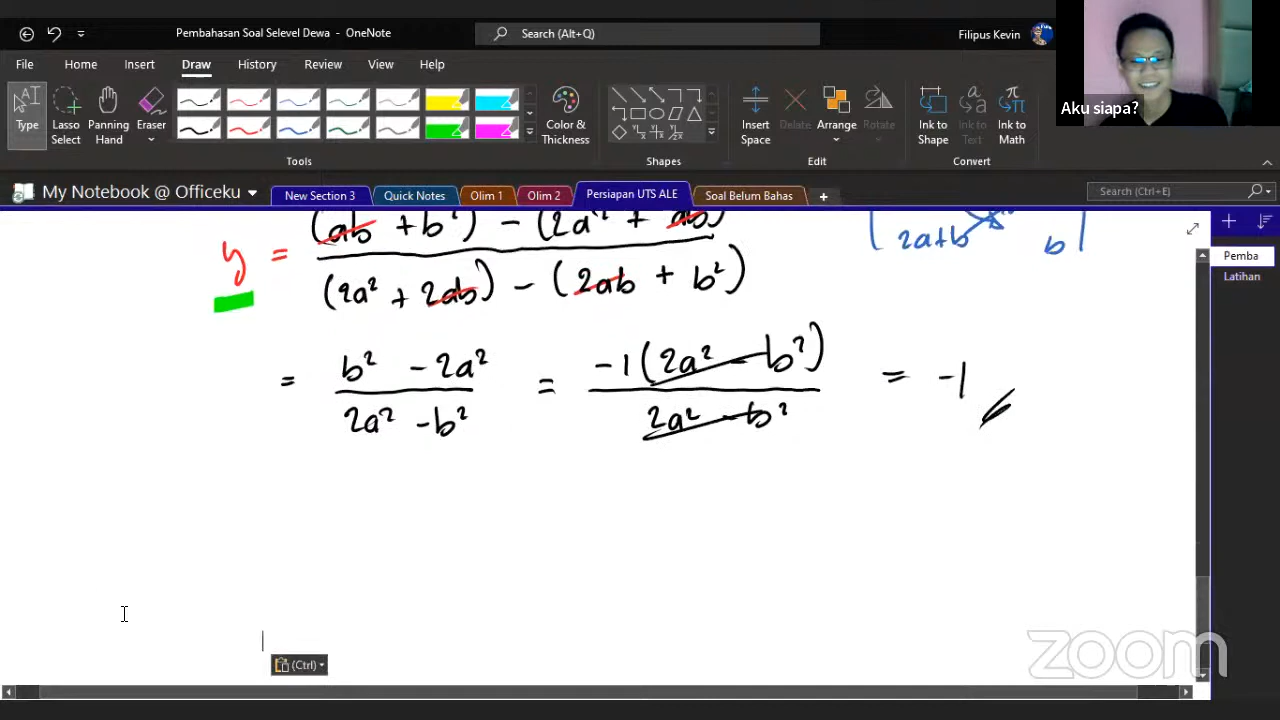 Pembahasan Soal Selevel Dewa - OneNote
Search (Alt+Q)
Filipus Kevin
File Home Insert Draw History Review View Help
Aku siapa?
Type
Lasso Select
Panning Hand
Eraser
Color & Thickness
Insert Space
Delete
Arrange
Rotate
Ink to Shape
Ink to Text
Ink to Math
Tools
Shapes
Edit
Convert
My Notebook @ Officeku
New Section 3
Quick Notes
Olim 1
Olim 2
Persiapan UTS ALE
Soal Belum Bahas
Search (Ctrl+E)
Pemba
Latihan
y = (ab + b²) - (2a² + ab)
(2a² + 2ab) - (2ab + b²)
2a+b b
= b² - 2a² = -1(2a² - b²) = -1
2a² - b² 2a² - b²
(Ctrl)
zoom